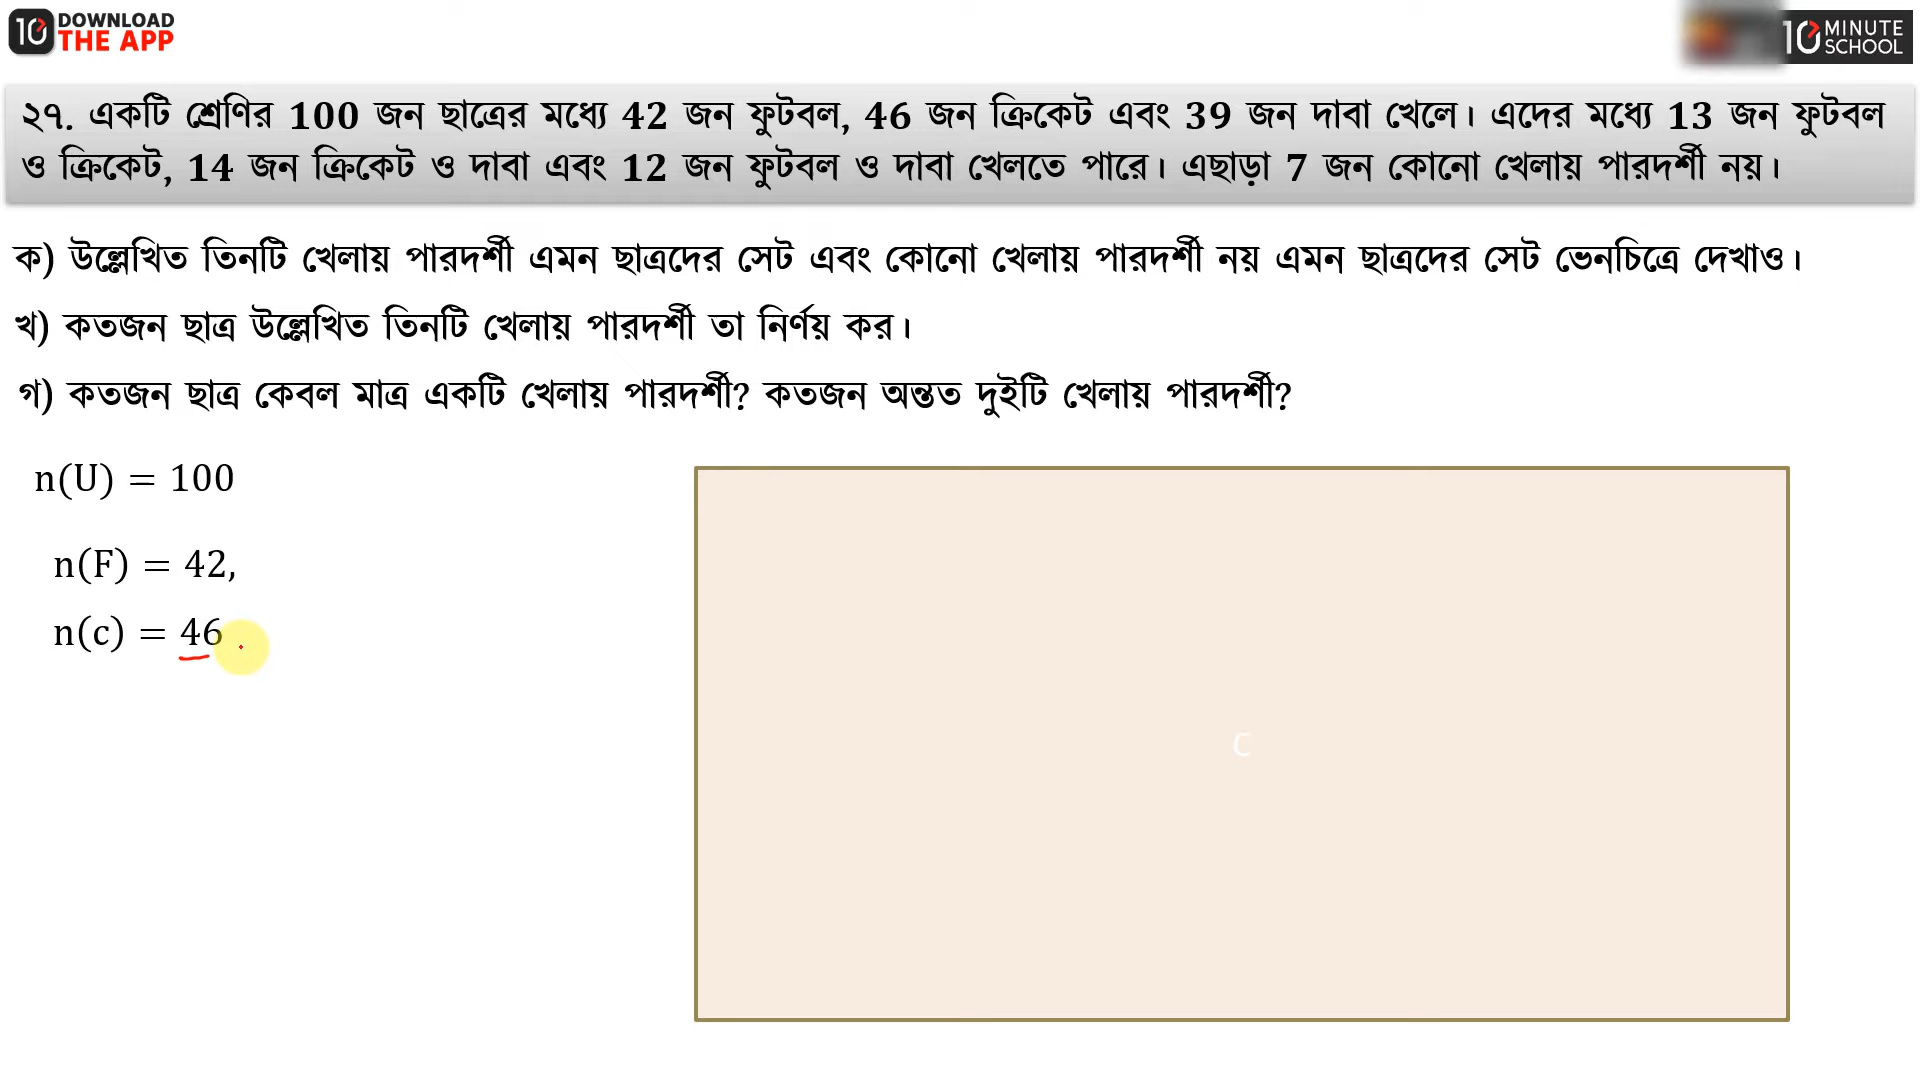 DOWNLOAD
THE APP
10 MINUTE
SCHOOL
২৭. একটি শ্রেণির 100 জন ছাত্রের মধ্যে 42 জন ফুটবল, 46 জন ক্রিকেট এবং 39 জন দাবা খেলে। এদের মধ্যে 13 জন ফুটবল
ও ক্রিকেট, 14 জন ক্রিকেট ও দাবা এবং 12 জন ফুটবল ও দাবা খেলতে পারে। এছাড়া 7 জন কোনো খেলায় পারদর্শী নয়।
ক) উল্লেখিত তিনটি খেলায় পারদর্শী এমন ছাত্রদের সেট এবং কোনো খেলায় পারদর্শী নয় এমন ছাত্রদের সেট ভেনচিত্রে দেখাও।
খ) কতজন ছাত্র উল্লেখিত তিনটি খেলায় পারদর্শী তা নির্ণয় কর।
গ) কতজন ছাত্র কেবল মাত্র একটি খেলায় পারদর্শী? কতজন অন্তত দুইটি খেলায় পারদর্শী?
n(U) = 100
n(F) = 42,
n(c) = 46
C